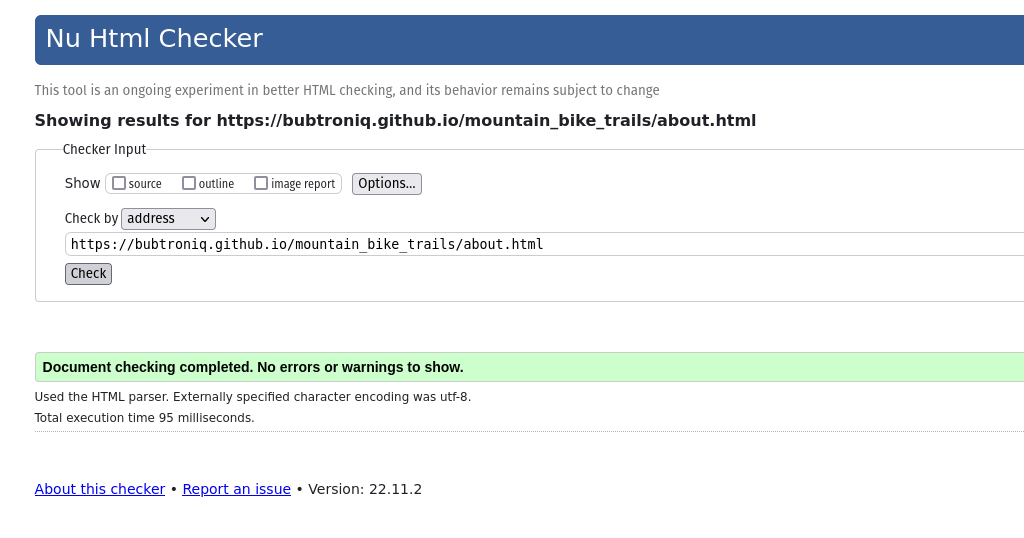 Nu Html Checker
This tool is an ongoing experiment in better HTML checking, and its behavior remains subject to change
Showing results for https://bubtroniq.github.io/mountain_bike_trails/about.html
Checker Input
Show source outline image report Options...
Check by address
https://bubtroniq.github.io/mountain_bike_trails/about.html
Check
Document checking completed. No errors or warnings to show.
Used the HTML parser. Externally specified character encoding was utf-8.
Total execution time 95 milliseconds.
About this checker • Report an issue • Version: 22.11.2